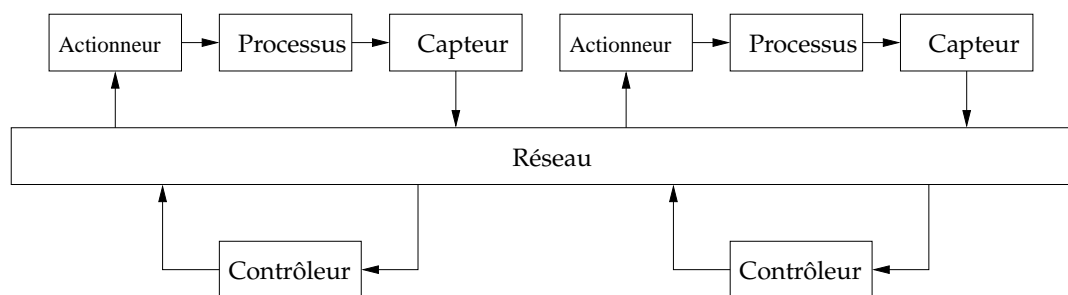 Actionneur
Processus
Capteur
Actionneur
Processus
Capteur
Réseau
Contrôleur
Contrôleur